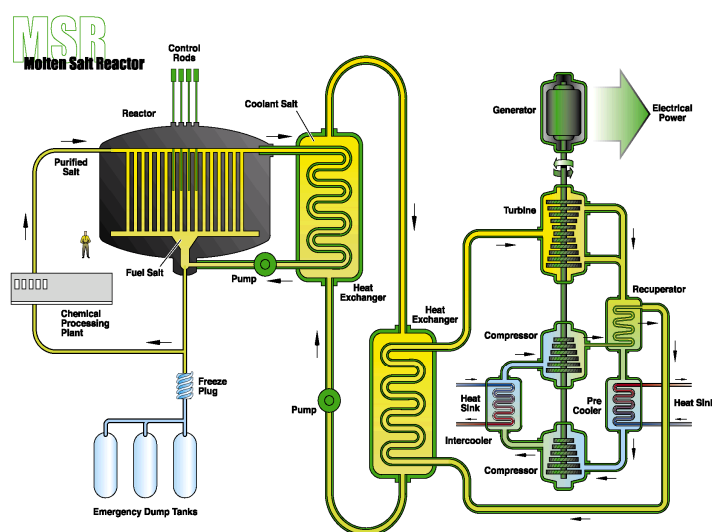 MSR
Molten Salt Reactor
Control
Rods
Reactor
Coolant Salt
Purified
Salt
Fuel Salt
Pump
Chemical
Processing
Plant
Freeze
Plug
Emergency Dump Tanks
Heat
Exchanger
Pump
Heat
Exchanger
Generator
Electrical
Power
Turbine
Recuperator
Compressor
Heat
Sink
Intercooler
Pre
Cooler
Heat Sink
Compressor